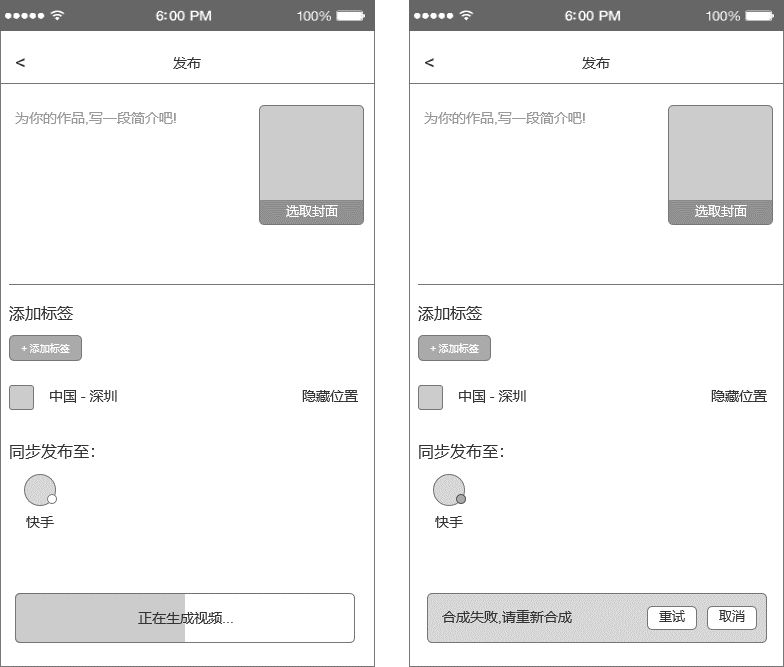 6:00 PM 100%
< 发布
为你的作品,写一段简介吧!
选取封面
添加标签
+ 添加标签
中国 - 深圳 隐藏位置
同步发布至:
快手
正在生成视频...
6:00 PM 100%
< 发布
为你的作品,写一段简介吧!
选取封面
添加标签
+ 添加标签
中国 - 深圳 隐藏位置
同步发布至:
快手
合成失败,请重新合成 重试 取消